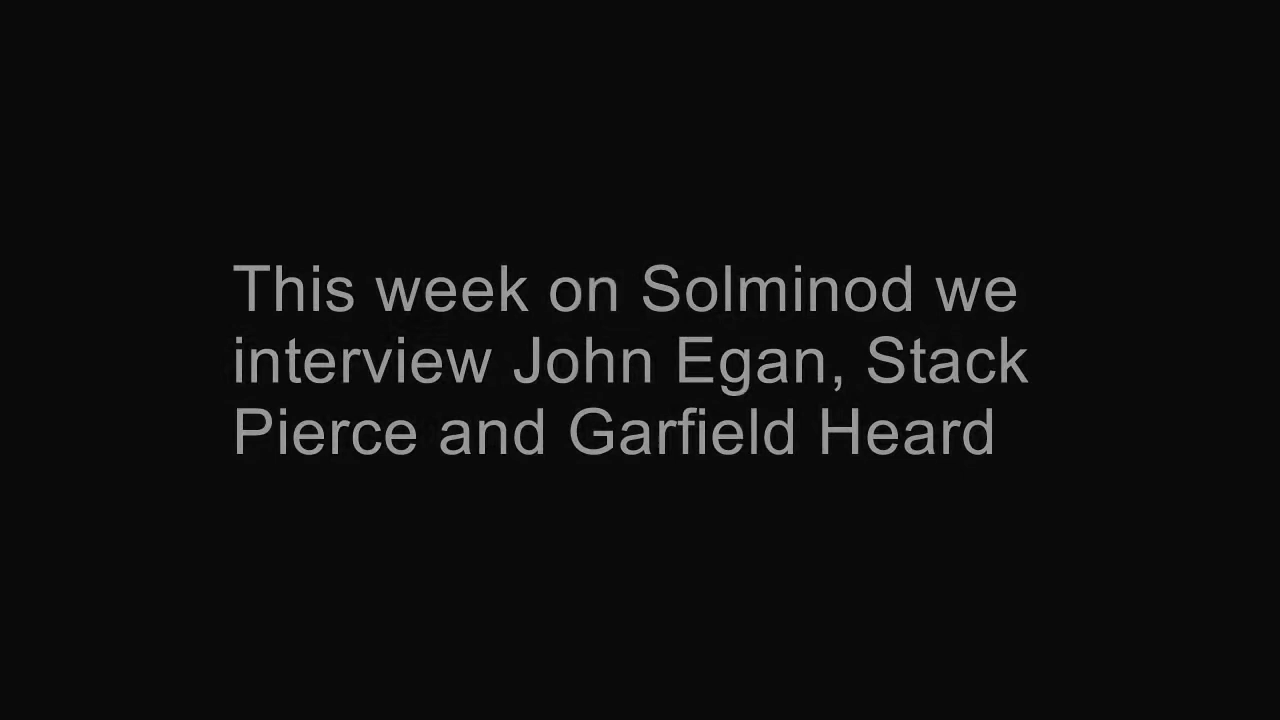 This week on Solminod we
interview John Egan, Stack
Pierce and Garfield Heard